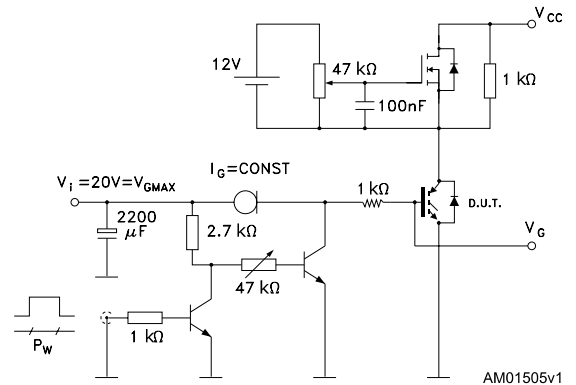 V_CC
12V
47 kΩ
1 kΩ
100nF
I_G=CONST
V_i =20V=V_GMAX
1 kΩ
D.U.T.
2200
μF
2.7 kΩ
V_G
47 kΩ
1 kΩ
P_W
AM01505v1